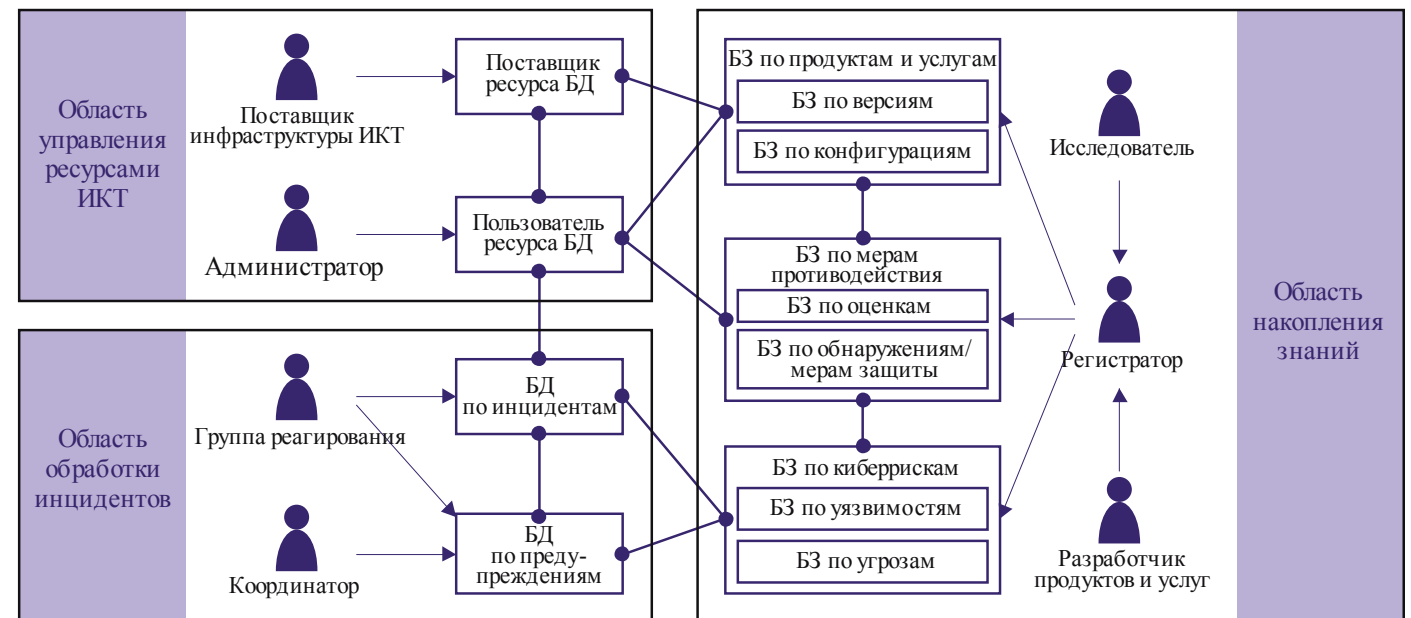 Область
управления
ресурсами
ИКТ
Поставщик
инфраструктуры ИКТ
Администратор
Поставщик
ресурса БД
Пользователь
ресурса БД
Область
обработки
инцидентов
Группа реагирования
Координатор
БД
по инцидентам
БД
по преду-
преждениям
БЗ по продуктам и услугам
БЗ по версиям
БЗ по конфигурациям
БЗ по мерам
противодействия
БЗ по оценкам
БЗ по обнаружениям/
мерам защиты
БЗ по киберрискам
БЗ по уязвимостям
БЗ по угрозам
Исследователь
Регистратор
Разработчик
продуктов и услуг
Область
накопления
знаний